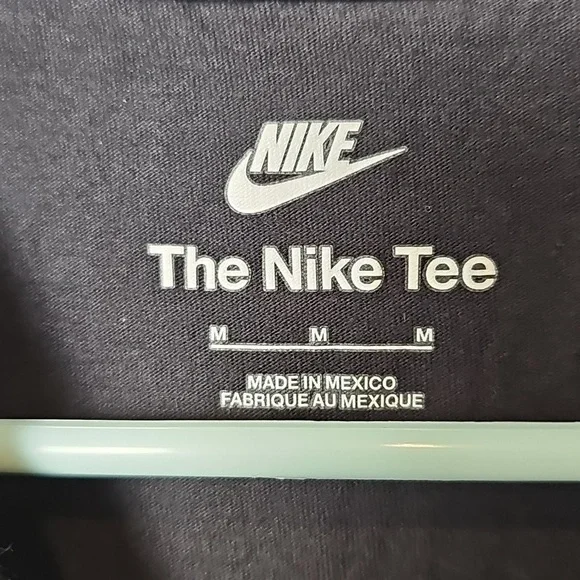 NIKE
The Nike Tee
M M M
MADE IN MEXICO
FABRIQUE AU MEXIQUE